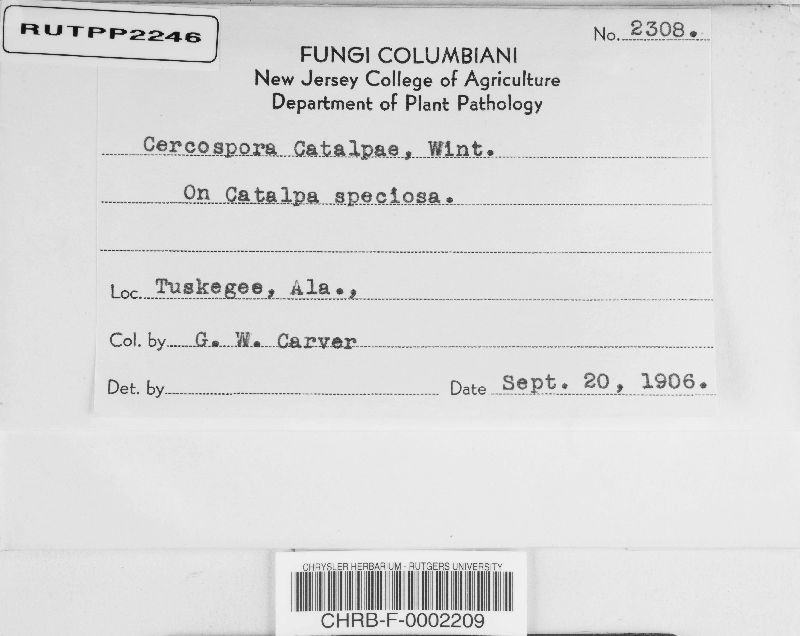 RUTPP2246
No. 2308.
FUNGI COLUMBIANI
New Jersey College of Agriculture
Department of Plant Pathology
Cercospora Catalpae, Wint.
On Catalpa speciosa.
Loc. Tuskegee, Ala.,
Col. by G. W. Carver
Det. by Date Sept. 20, 1906.
CHRYSLER HERBARIUM - RUTGERS UNIVERSITY
CHRB-F-0002209